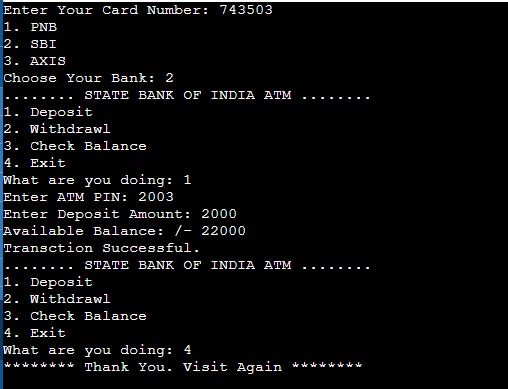 Enter Your Card Number: 743503
1. PNB
2. SBI
3. AXIS
Choose Your Bank: 2
........ STATE BANK OF INDIA ATM ........
1. Deposit
2. Withdrawl
3. Check Balance
4. Exit
What are you doing: 1
Enter ATM PIN: 2003
Enter Deposit Amount: 2000
Available Balance: /- 22000
Transction Successful.
........ STATE BANK OF INDIA ATM ........
1. Deposit
2. Withdrawl
3. Check Balance
4. Exit
What are you doing: 4
******** Thank You. Visit Again ********